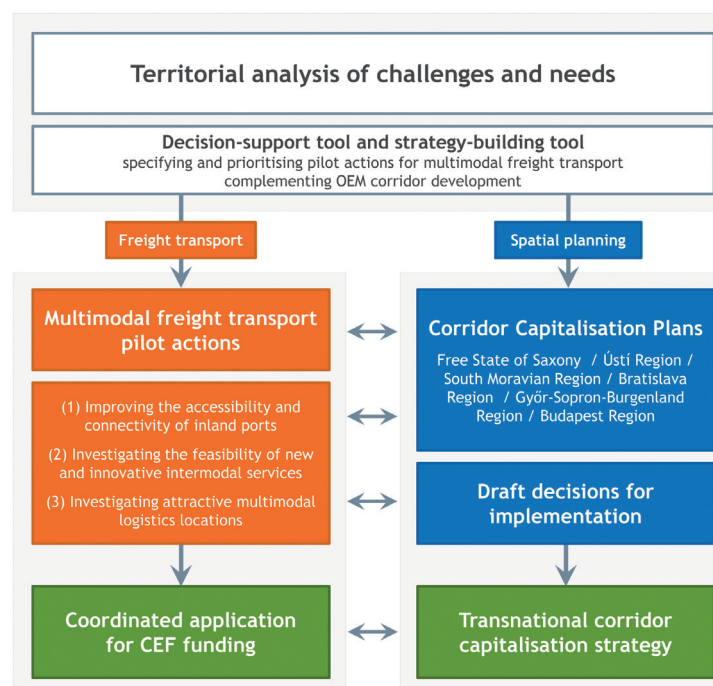 Territorial analysis of challenges and needs
Decision-support tool and strategy-building tool
specifying and prioritising pilot actions for multimodal freight transport
complementing OEM corridor development
Freight transport
Spatial planning
Multimodal freight transport
pilot actions
(1) Improving the accessibility and
connectivity of inland ports
(2) Investigating the feasibility of new
and innovative intermodal services
(3) Investigating attractive multimodal
logistics locations
Coordinated application
for CEF funding
Corridor Capitalisation Plans
Free State of Saxony / Ústí Region /
South Moravian Region / Bratislava
Region / Győr-Sopron-Burgenland
Region / Budapest Region
Draft decisions for
implementation
Transnational corridor
capitalisation strategy